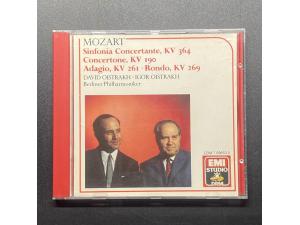 MOZART
Sinfonia Concertante, KV 364
Concertone, KV 190
Adagio, KV 261 · Rondo, KV 269
DAVID OISTRAKH · IGOR OISTRAKH
Berliner Philharmoniker
EMI
STUDIO
DRM